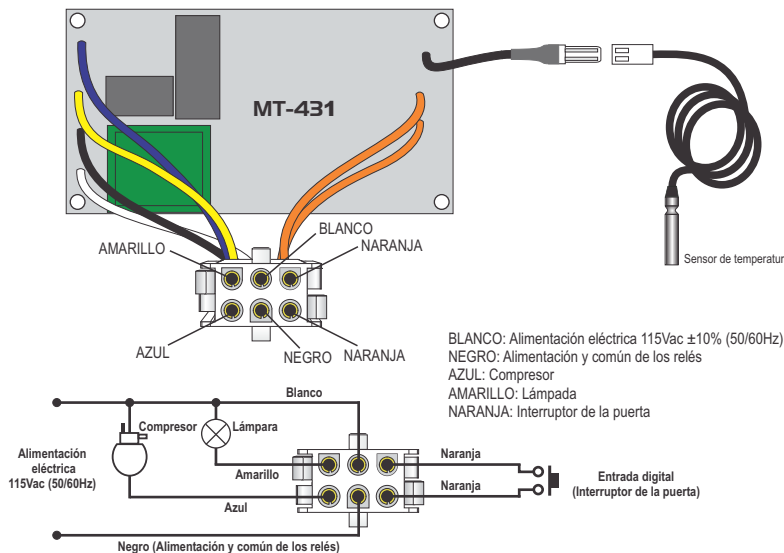 MT-431
BLANCO
AMARILLO
NARANJA
Sensor de temperatur
AZUL
NEGRO
NARANJA
BLANCO: Alimentación eléctrica 115Vac ±10% (50/60Hz)
NEGRO: Alimentación y común de los relés
AZUL: Compresor
AMARILLO: Lámpada
NARANJA: Interruptor de la puerta
Blanco
Compresor
Lámpara
Alimentación
eléctrica
115Vac (50/60Hz)
Amarillo
Azul
Naranja
Naranja
Entrada digital
(Interruptor de la puerta)
Negro (Alimentación y común de los relés)